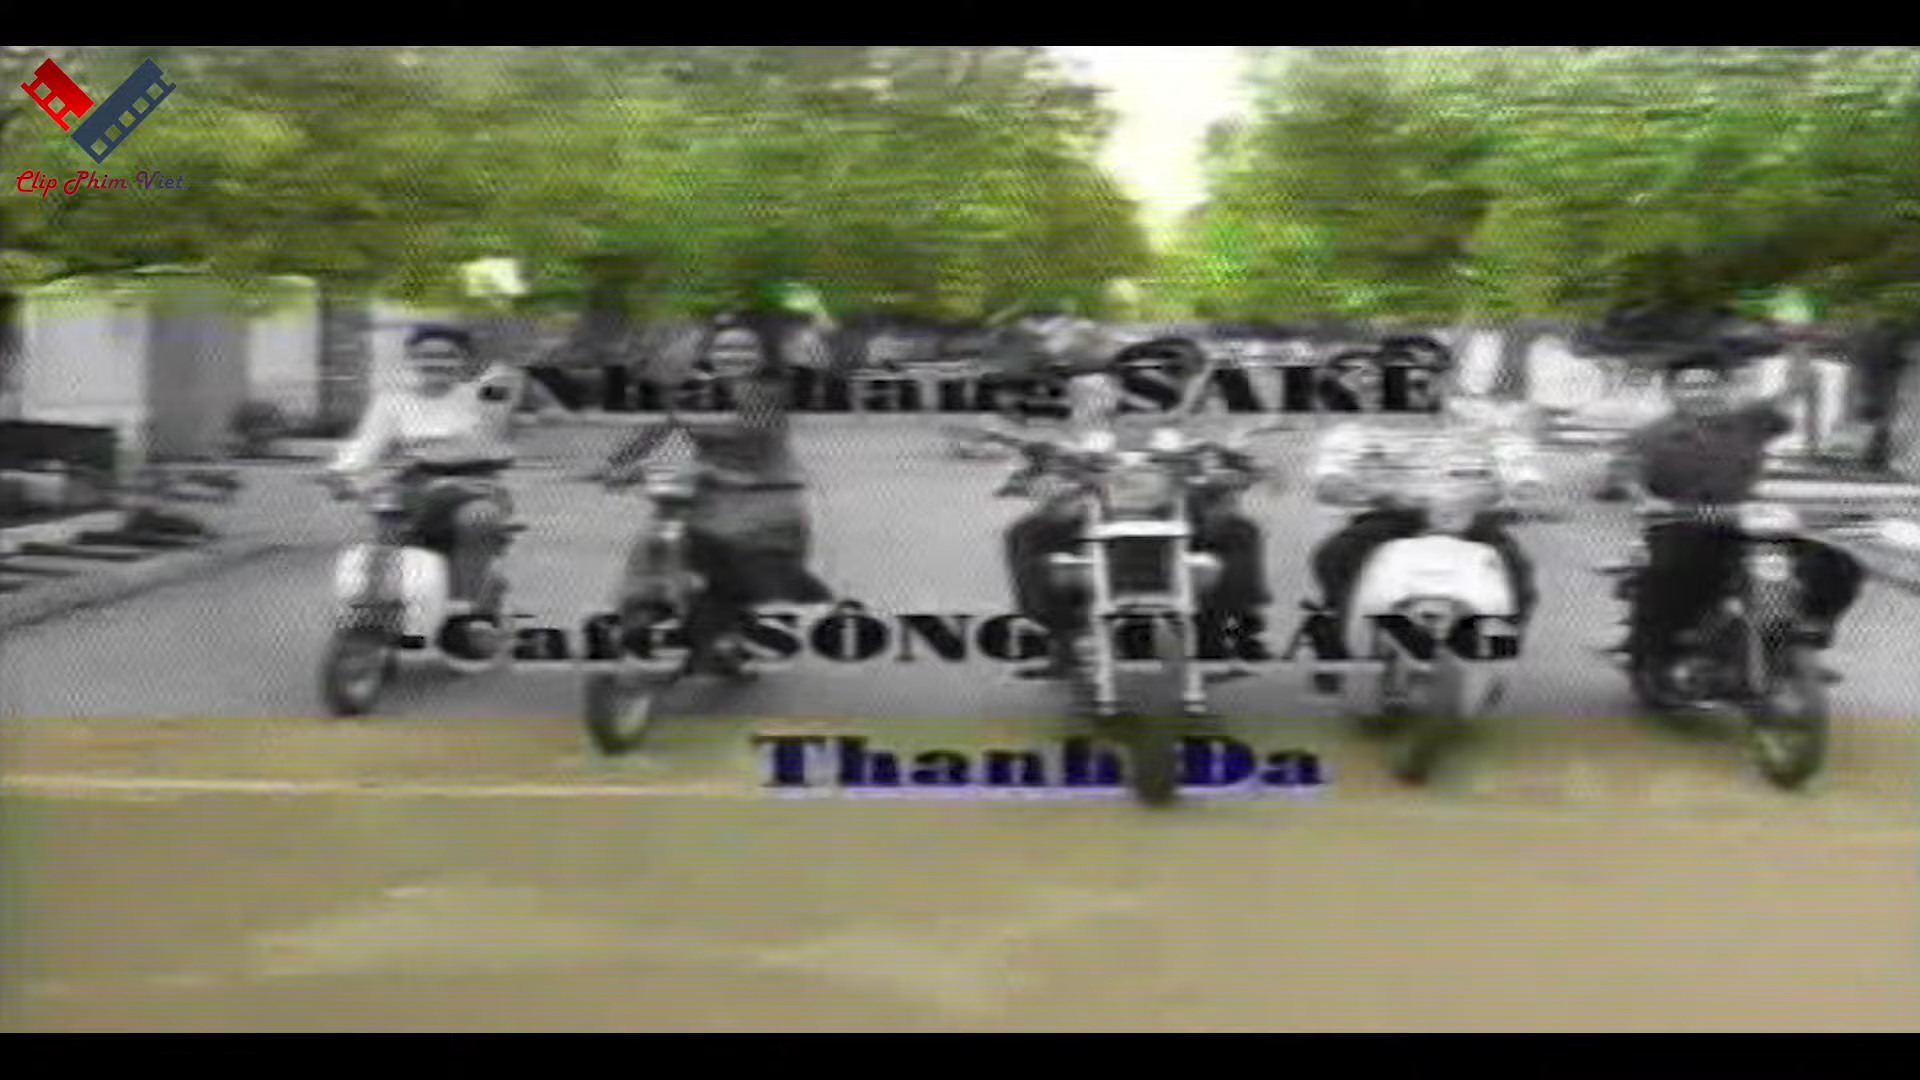 Clip Phim Viet
-Nhà hàng SAKÊ
-Café SÔNG TRĂNG
Thanh Đa